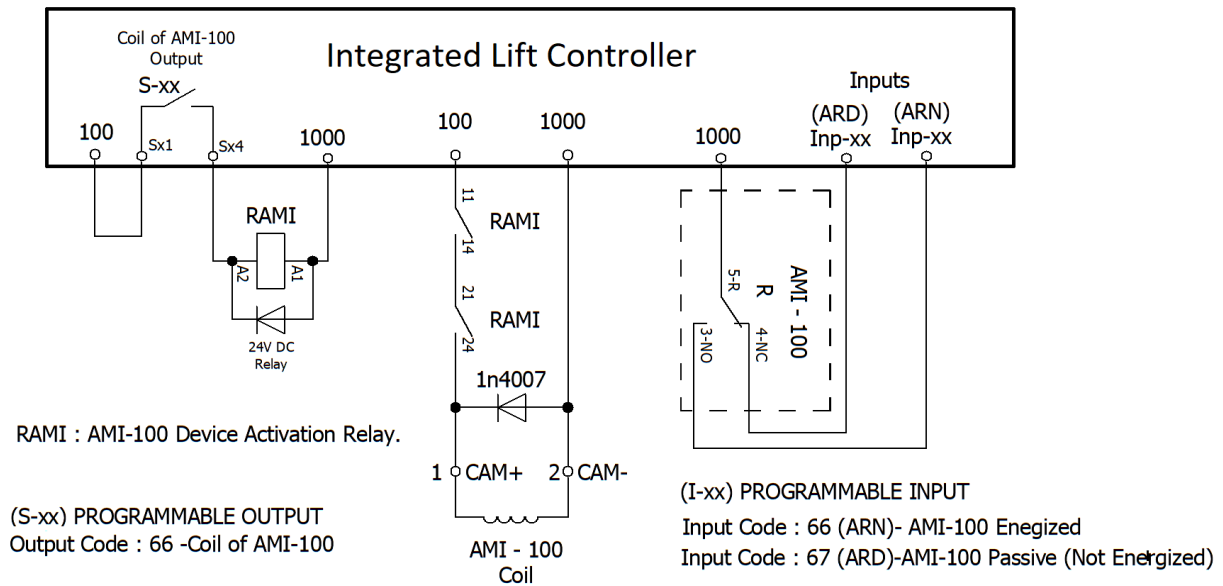 Coil of AMI-100
Output
Integrated Lift Controller
S-xx
Inputs
(ARD)
(ARN)
100
Sx1
Sx4
1000
100
1000
1000
Inp-xx
Inp-xx
RAMI
A2
A1
24V DC
Relay
11
14
RAMI
21
24
RAMI
1n4007
1
CAM+
2
CAM-
AMI - 100
Coil
5-R
R
AMI - 100
3-NO
4-NC
RAMI : AMI-100 Device Activation Relay.
(S-xx) PROGRAMMABLE OUTPUT
Output Code : 66 -Coil of AMI-100
(I-xx) PROGRAMMABLE INPUT
Input Code : 66 (ARN)- AMI-100 Enegized
Input Code : 67 (ARD)-AMI-100 Passive (Not Energized)